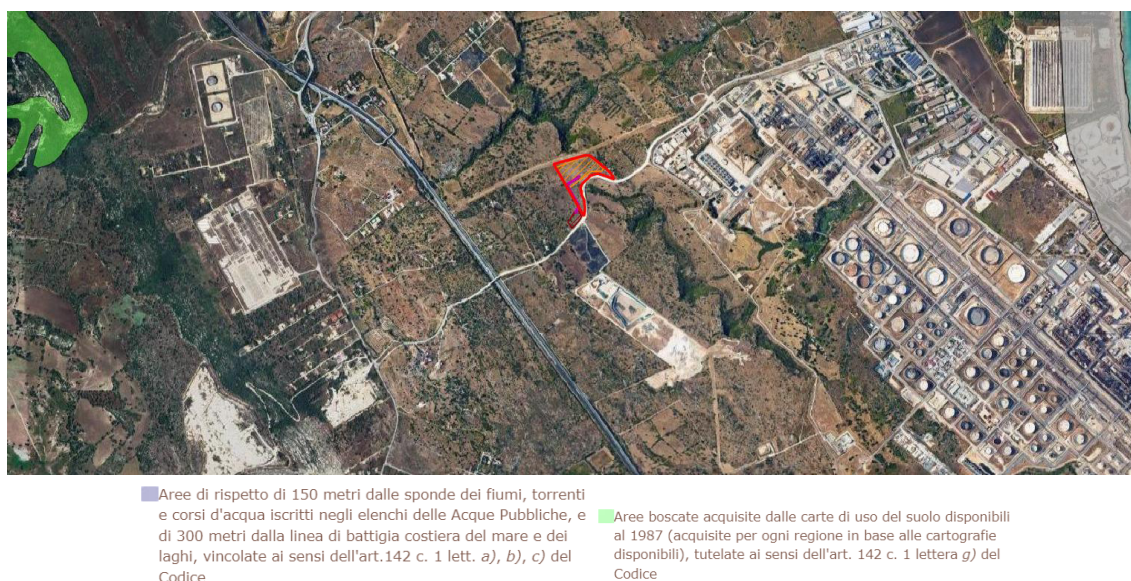 Aree di rispetto di 150 metri dalle sponde dei fiumi, torrenti
e corsi d'acqua iscritti negli elenchi delle Acque Pubbliche, e
di 300 metri dalla linea di battigia costiera del mare e dei
laghi, vincolate ai sensi dell'art.142 c. 1 lett. a), b), c) del
Codice
Aree boscate acquisite dalle carte di uso del suolo disponibili
al 1987 (acquisite per ogni regione in base alle cartografie
disponibili), tutelate ai sensi dell'art. 142 c. 1 lettera g) del
Codice